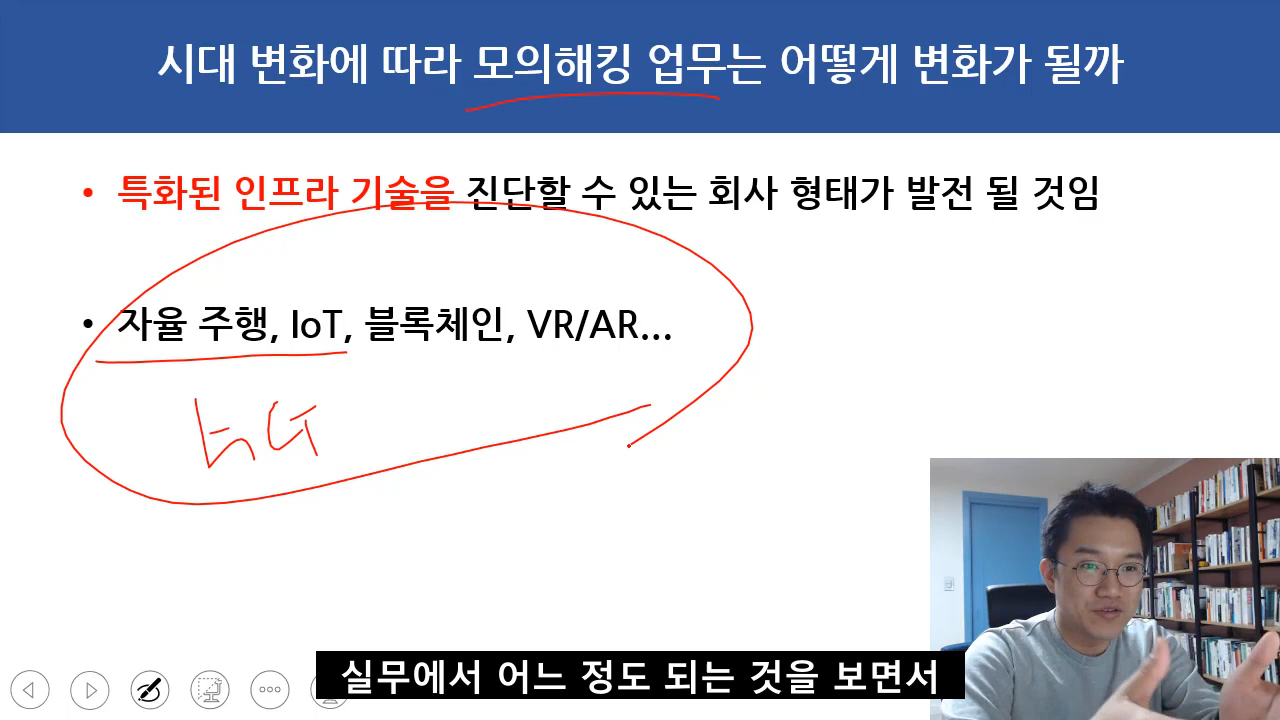 시대 변화에 따라 모의해킹 업무는 어떻게 변화가 될까
• 특화된 인프라 기술을 진단할 수 있는 회사 형태가 발전 될 것임
• 자율 주행, IoT, 블록체인, VR/AR...
5G
실무에서 어느 정도 되는 것을 보면서